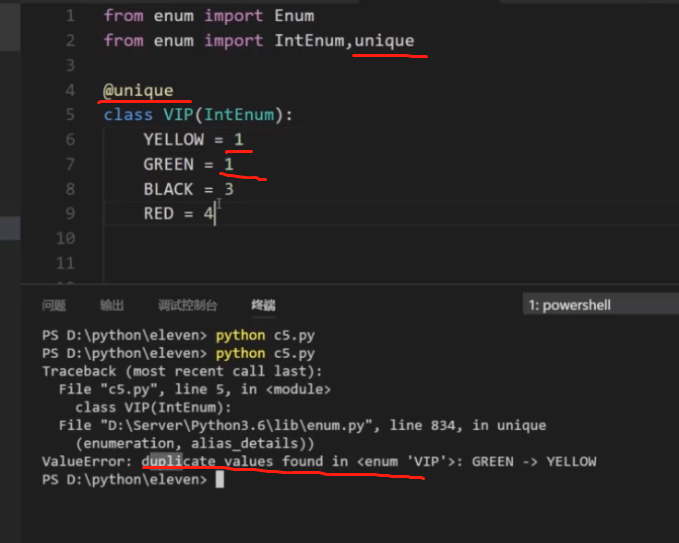 1 from enum import Enum
2 from enum import IntEnum,unique
3
4 @unique
5 class VIP(IntEnum):
6 YELLOW = 1
7 GREEN = 1
8 BLACK = 3
9 RED = 4
10
11
问题 输出 调试控制台 终端 1: powershell
PS D:\python\eleven> python c5.py
PS D:\python\eleven> python c5.py
Traceback (most recent call last):
File "c5.py", line 5, in <module>
class VIP(IntEnum):
File "D:\Server\Python3.6\lib\enum.py", line 834, in unique
(enumeration, alias_details))
ValueError: duplicate values found in <enum 'VIP'>: GREEN -> YELLOW
PS D:\python\eleven>